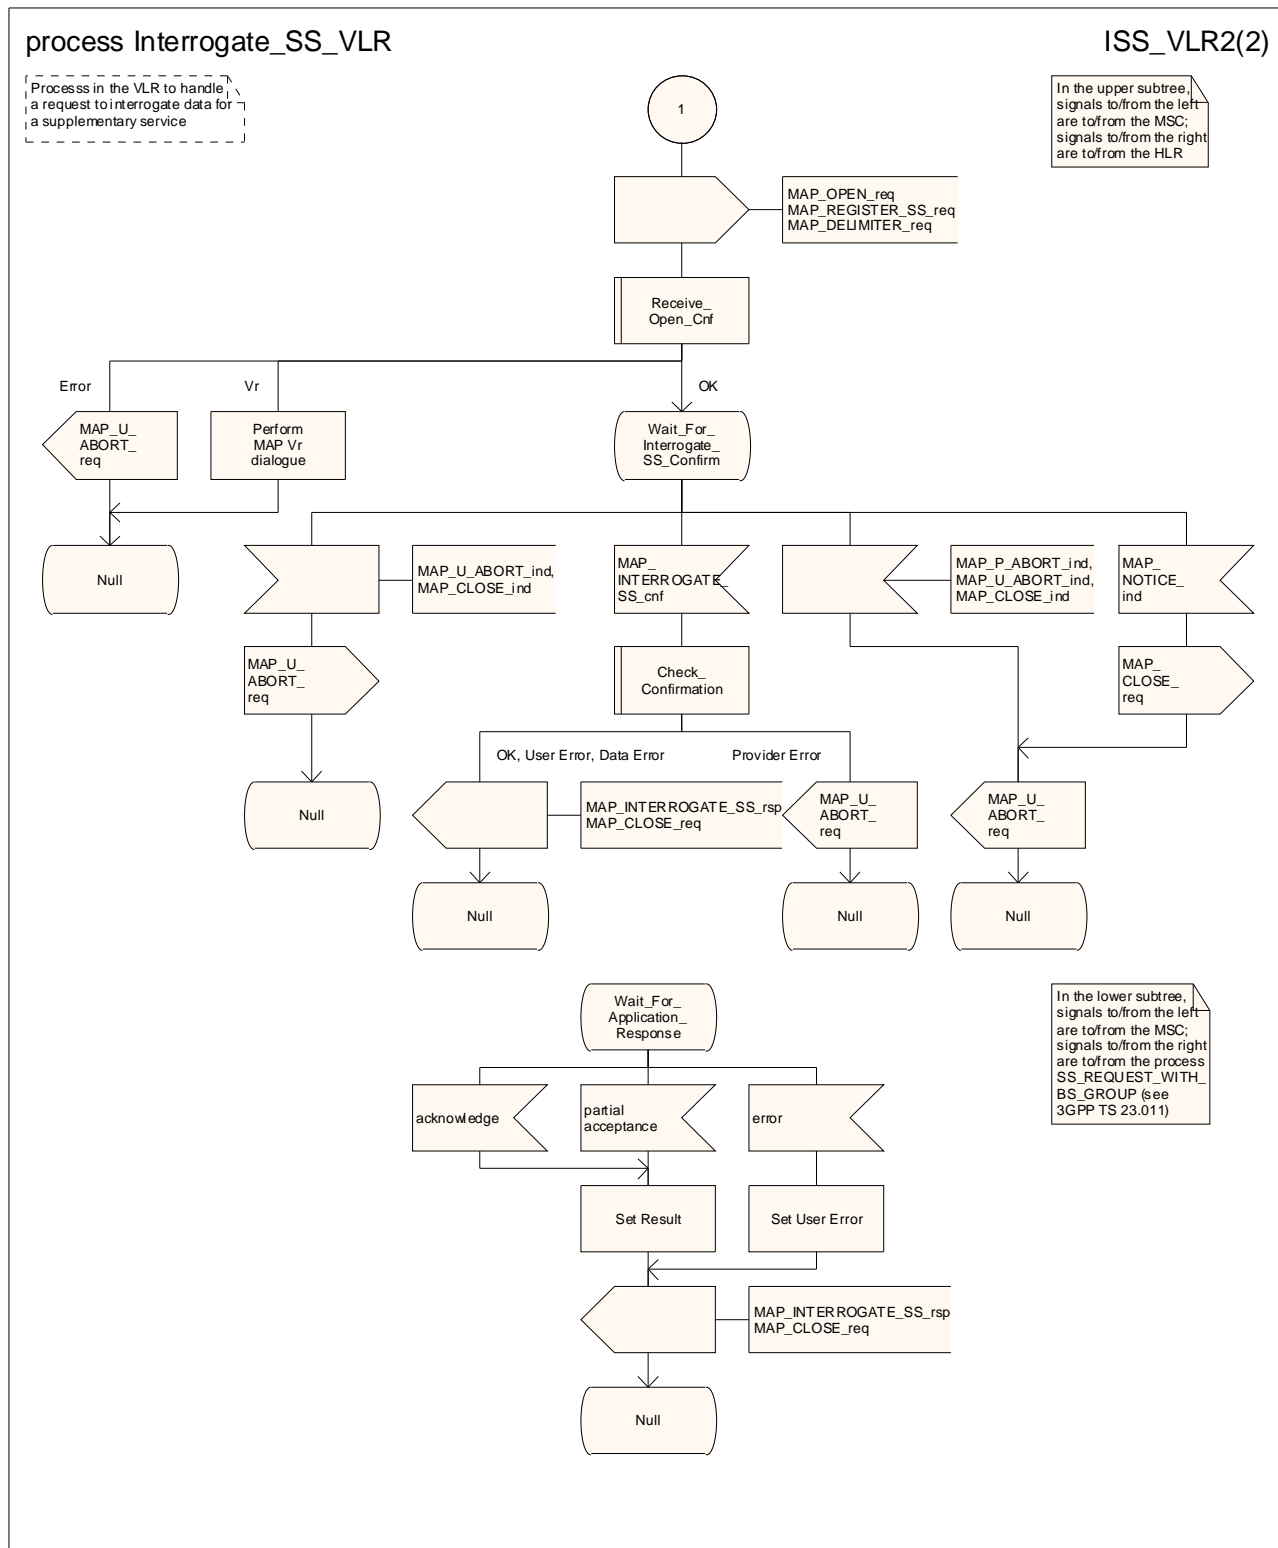 process Interrogate_SS_VLR
ISS_VLR2(2)
Processs in the VLR to handle
a request to interrogate data for
a supplementary service
1
In the upper subtree,
signals to/from the left
are to/from the MSC;
signals to/from the right
are to/from the HLR
MAP_OPEN_req
MAP_REGISTER_SS_req
MAP_DELIMITER_req
Receive_
Open_Cnf
Error
Vr
OK
MAP_U_
ABORT_
req
Perform
MAP Vr
dialogue
Wait_For_
Interrogate_
SS_Confirm
Null
MAP_U_ABORT_ind,
MAP_CLOSE_ind
MAP_
INTERROGATE_
SS_cnf
MAP_P_ABORT_ind,
MAP_U_ABORT_ind,
MAP_CLOSE_ind
MAP_
NOTICE_
ind
MAP_U_
ABORT_
req
Check_
Confirmation
MAP_
CLOSE_
req
OK, User Error, Data Error
Provider Error
Null
MAP_INTERROGATE_SS_rsp
MAP_CLOSE_req
MAP_U_
ABORT_
req
MAP_U_
ABORT_
req
Null
Null
Null
Wait_For_
Application_
Response
In the lower subtree,
signals to/from the left
are to/from the MSC;
signals to/from the right
are to/from the process
SS_REQUEST_WITH_
BS_GROUP (see
3GPP TS 23.011)
acknowledge
partial
acceptance
error
Set Result
Set User Error
MAP_INTERROGATE_SS_rsp
MAP_CLOSE_req
Null